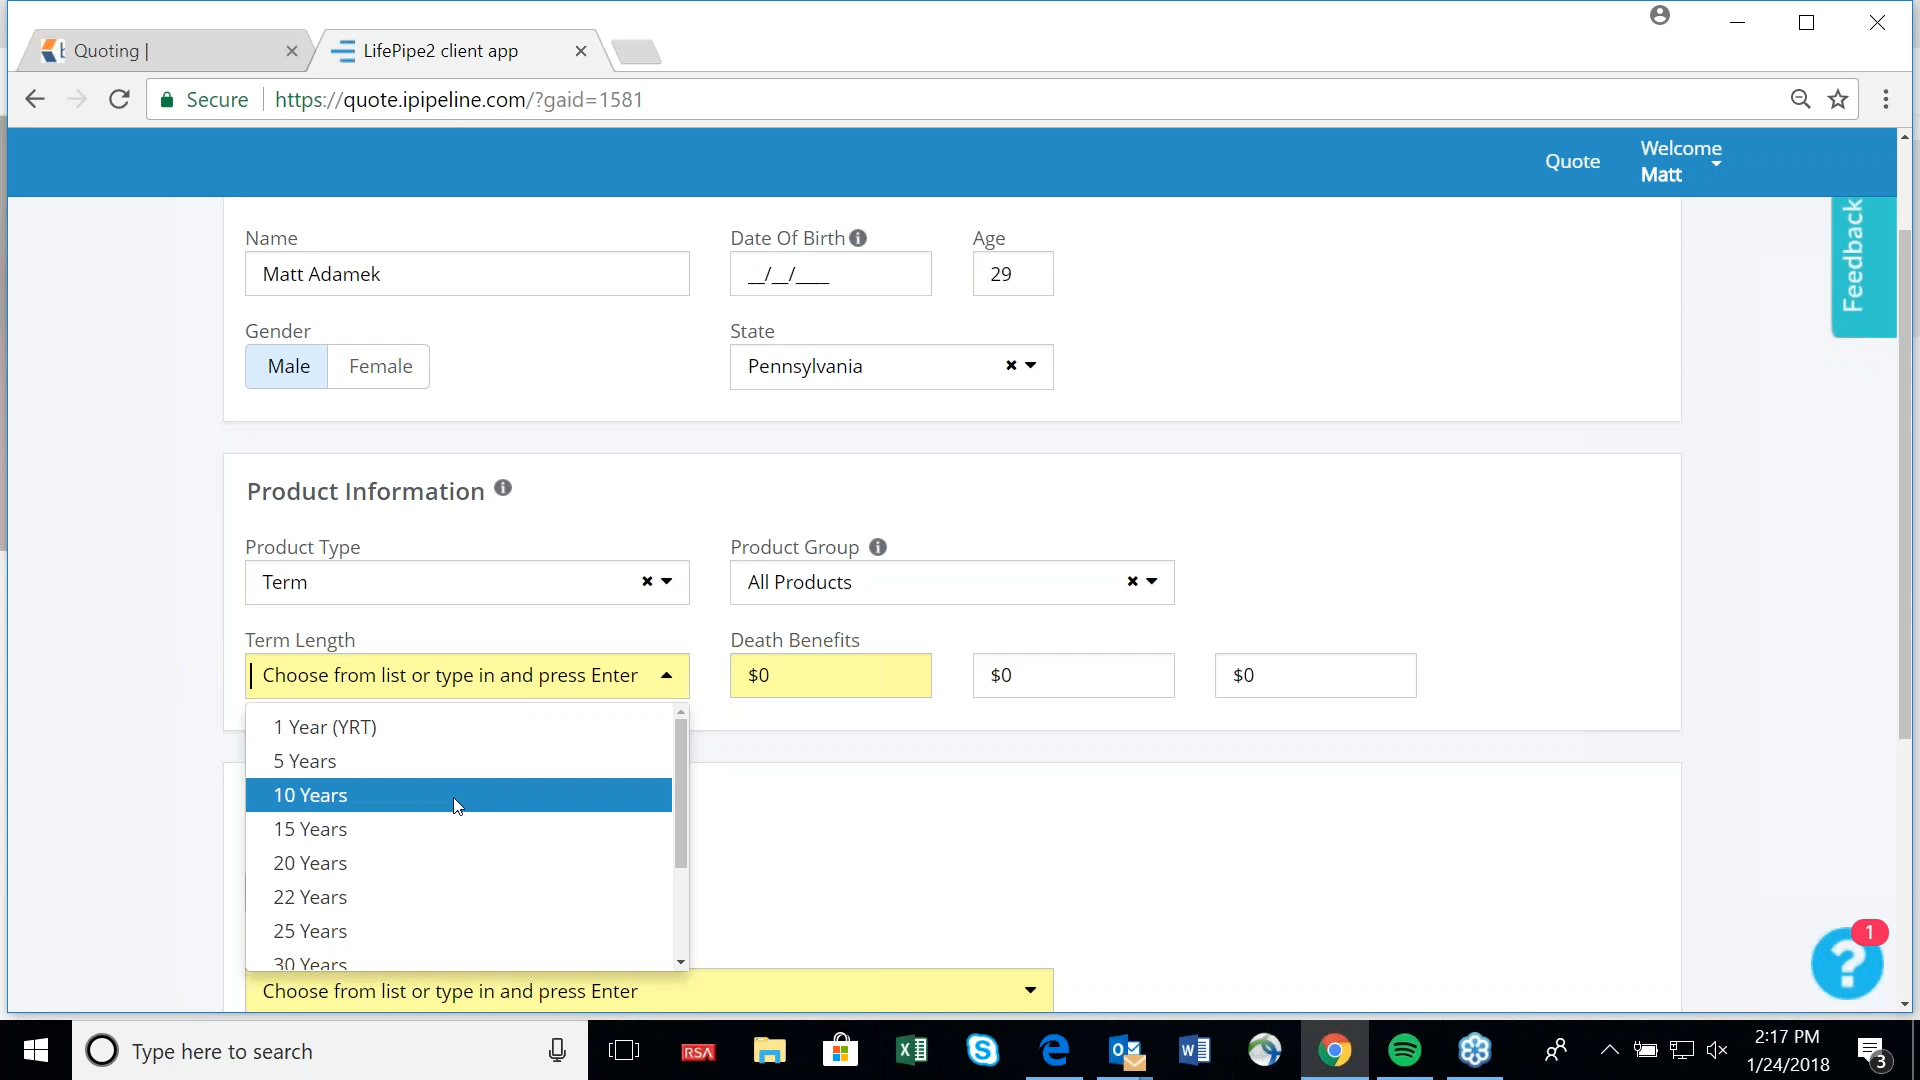 Quoting |
LifePipe2 client app
Secure
https://quote.ipipeline.com/?gaid=1581
Quote
Welcome
Matt
Feedback
Name
Date Of Birth
Age
Matt Adamek
__/__/____
29
Gender
State
Male
Female
Pennsylvania
Product Information
Product Type
Product Group
Term
All Products
Term Length
Death Benefits
Choose from list or type in and press Enter
$0
$0
$0
1 Year (YRT)
5 Years
10 Years
15 Years
20 Years
22 Years
25 Years
30 Years
Choose from list or type in and press Enter
1
?
Type here to search
RSA
2:17 PM
1/24/2018
3